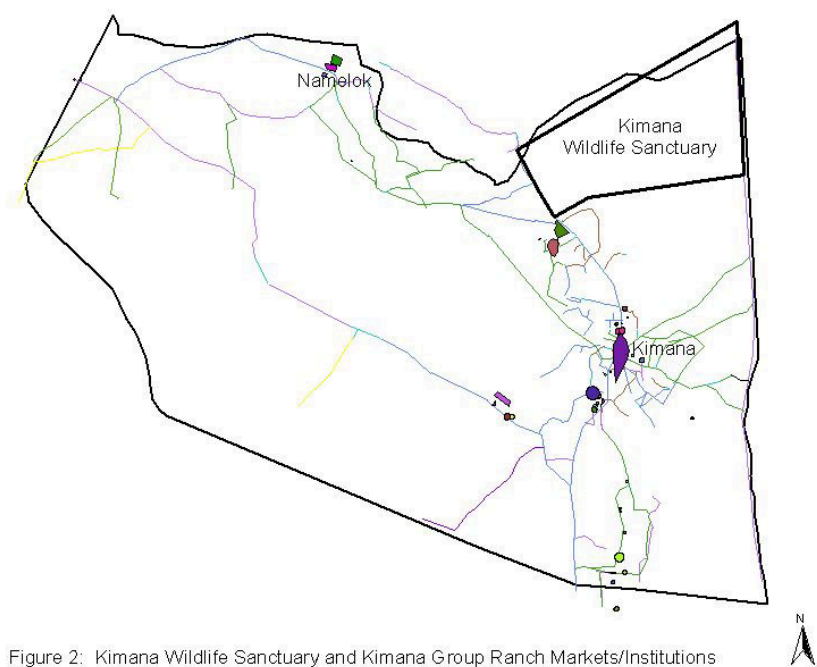 Namelok
Kimana
Wildlife Sanctuary
Kimana
N
Figure 2: Kimana Wildlife Sanctuary and Kimana Group Ranch Markets/Institutions